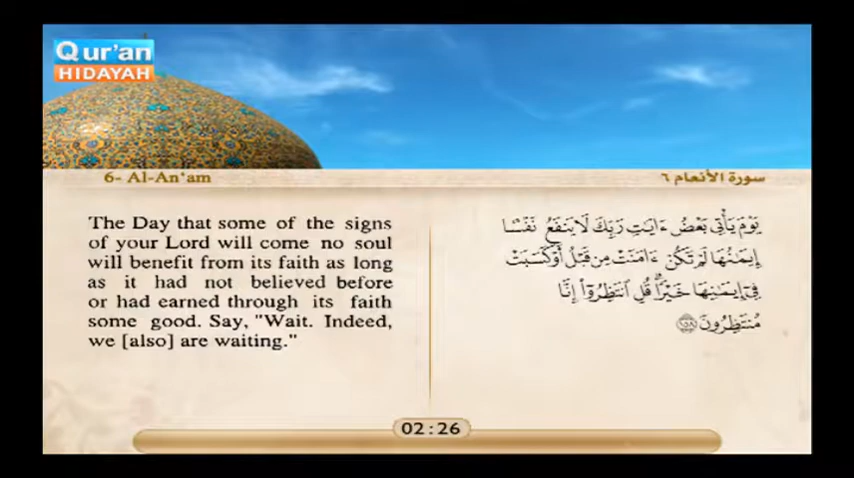 Qur'an
HIDAYAH
6- Al-An'am
سورة الأنعام ٦
The Day that some of the signs
of your Lord will come no soul
will benefit from its faith as long
as it had not believed before
or had earned through its faith
some good. Say, "Wait. Indeed,
we [also] are waiting."
يَوْمَ يَأْتِى بَعْضُ ءَايَٰتِ رَبِّكَ لَا يَنفَعُ نَفْسًا
إِيمَٰنُهَا لَمْ تَكُنْ ءَامَنَتْ مِن قَبْلُ أَوْ كَسَبَتْ
فِىٓ إِيمَٰنِهَا خَيْرًا ۗ قُلِ ٱنتَظِرُوٓا۟ إِنَّا
مُنتَظِرُونَ ١٥٨
02:26